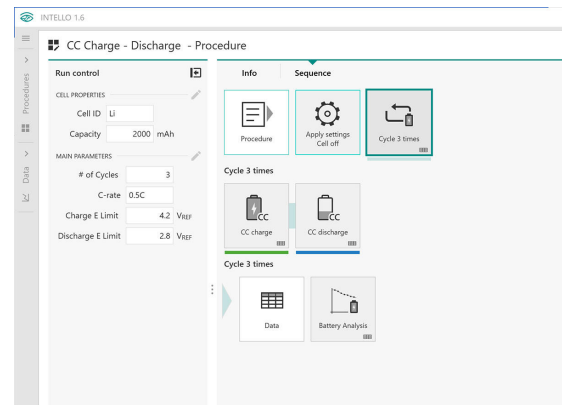 INTELLO 1.6
CC Charge - Discharge - Procedure
Procedures
Data
Run control
CELL PROPERTIES
Cell ID Li
Capacity 2000 mAh
MAIN PARAMETERS
# of Cycles 3
C-rate 0.5C
Charge E Limit 4.2 VREF
Discharge E Limit 2.8 VREF
Info Sequence
Procedure
Apply settings
Cell off
Cycle 3 times
Cycle 3 times
CC
CC charge
CC
CC discharge
Cycle 3 times
Data
Battery Analysis